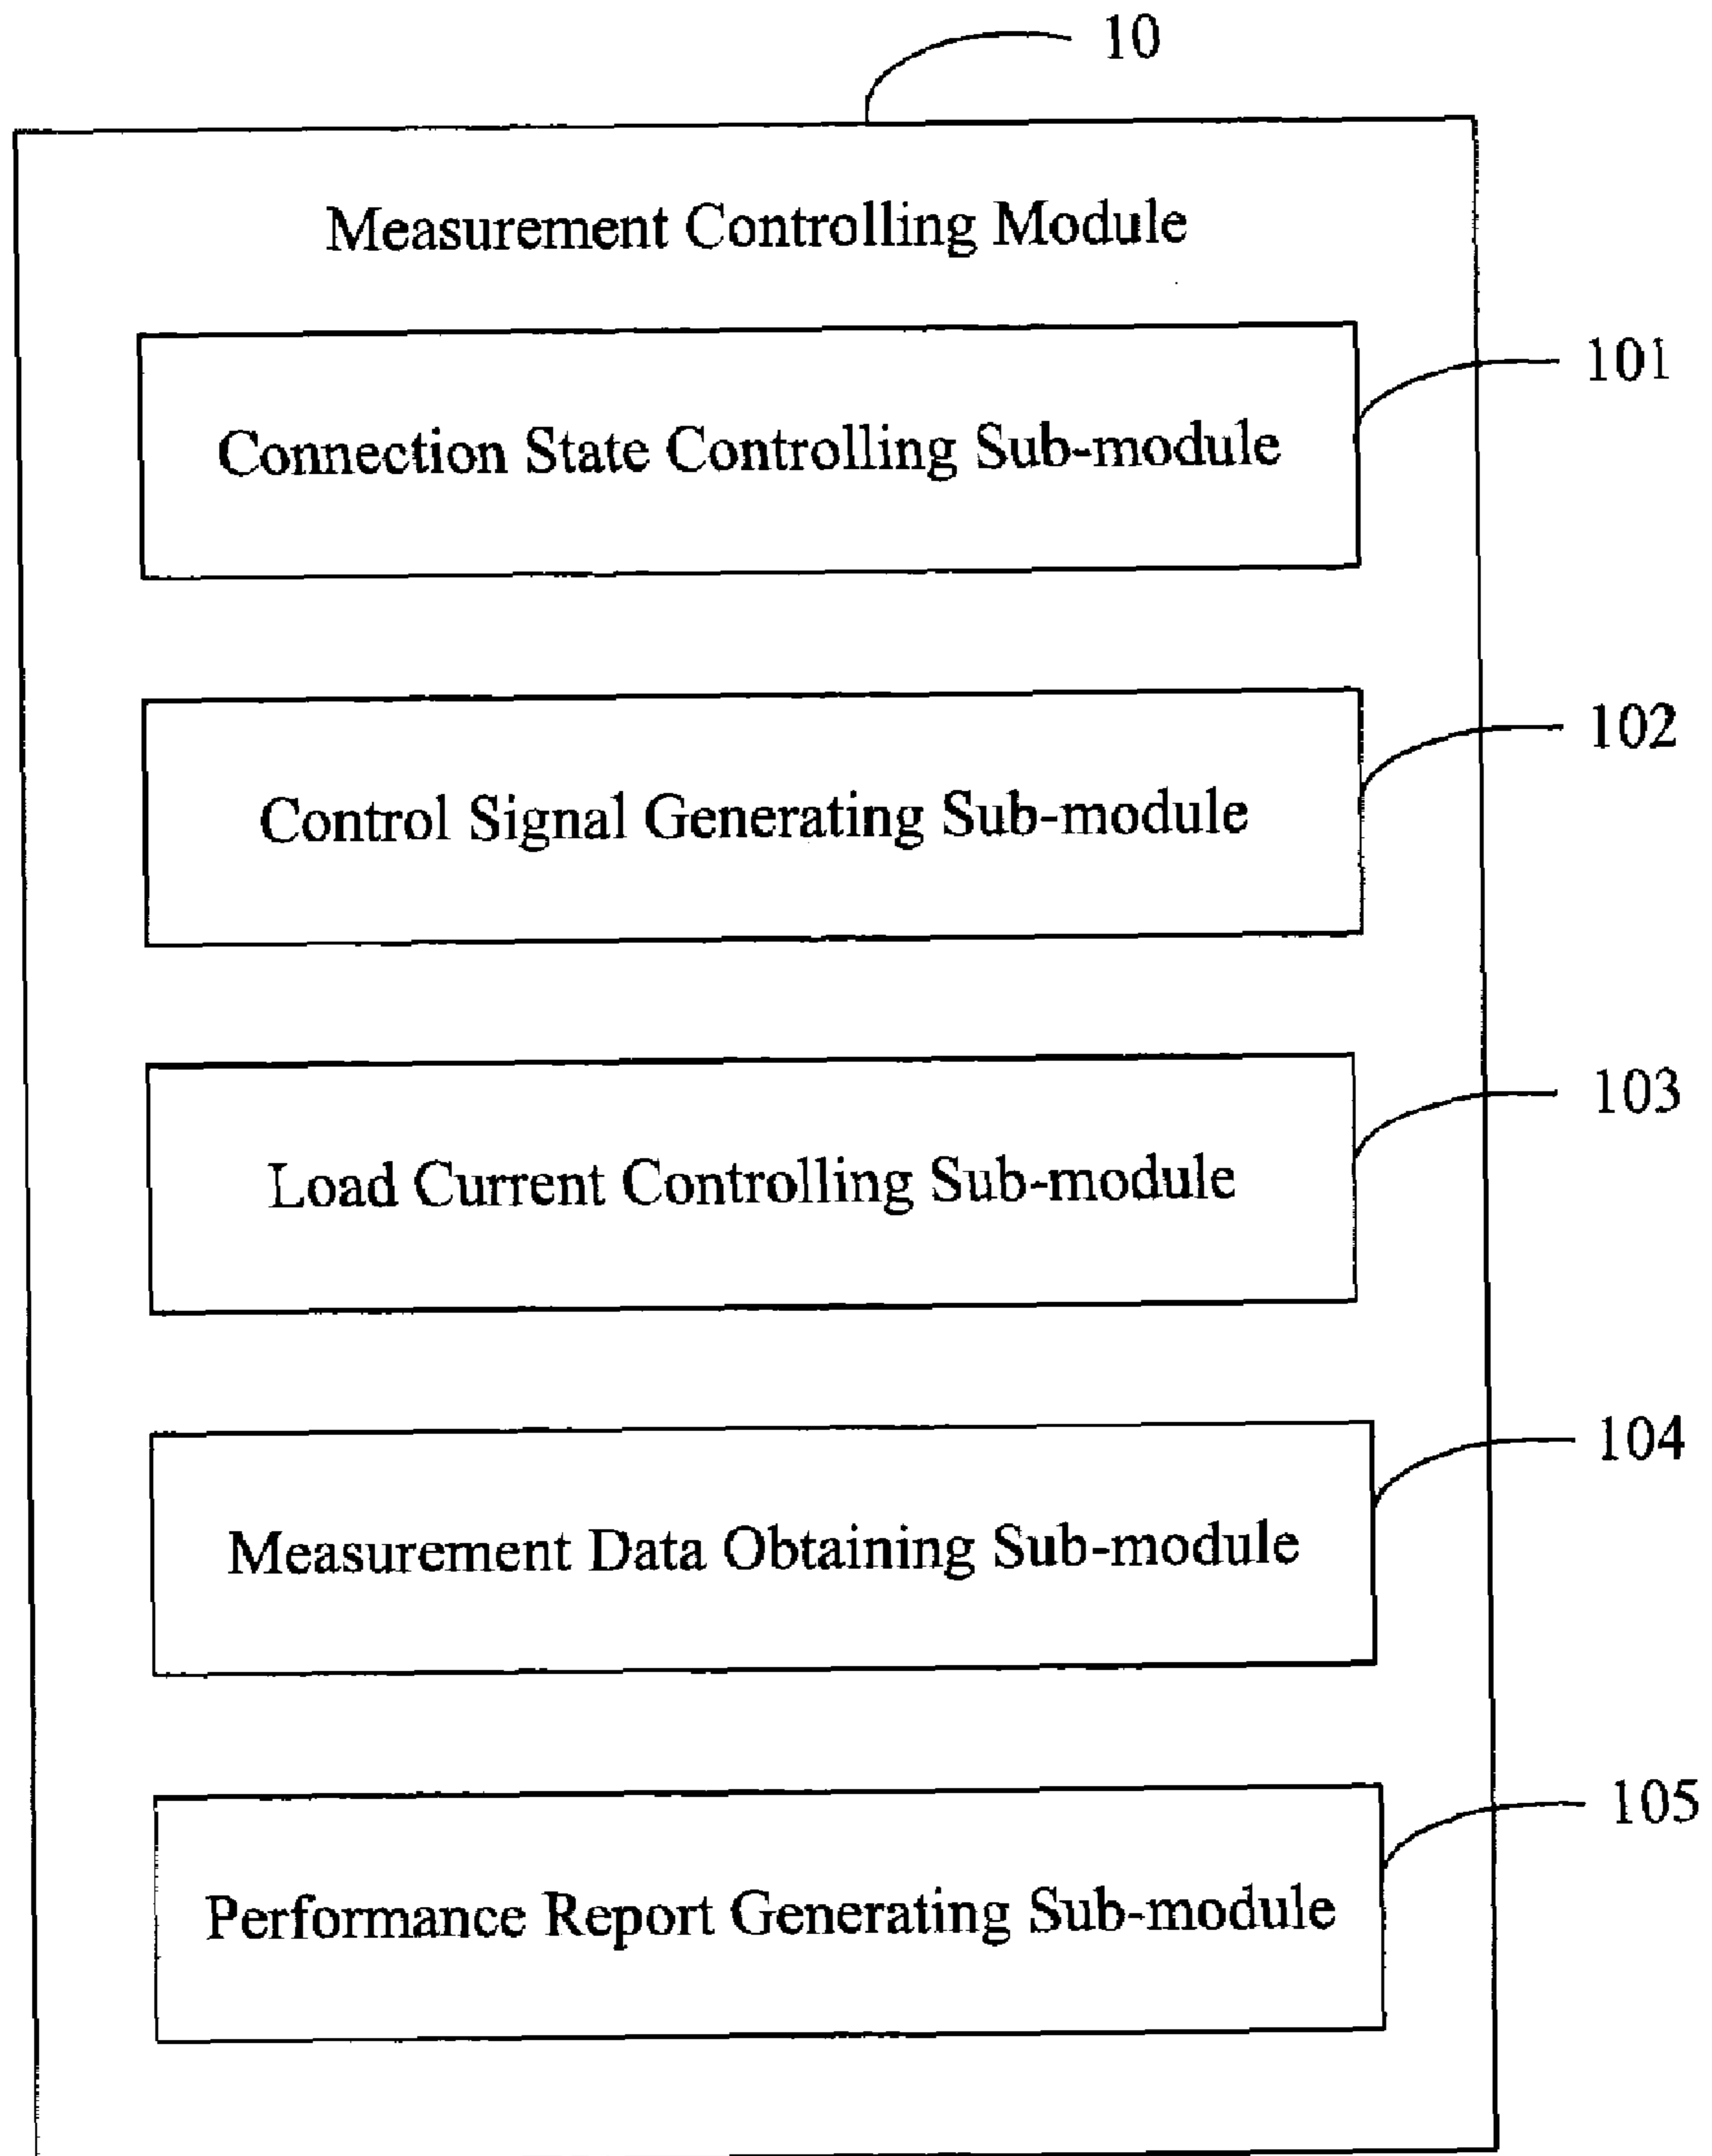 10
Measurement Controlling Module
101
Connection State Controlling Sub-module
102
Control Signal Generating Sub-module
103
Load Current Controlling Sub-module
104
Measurement Data Obtaining Sub-module
105
Performance Report Generating Sub-module